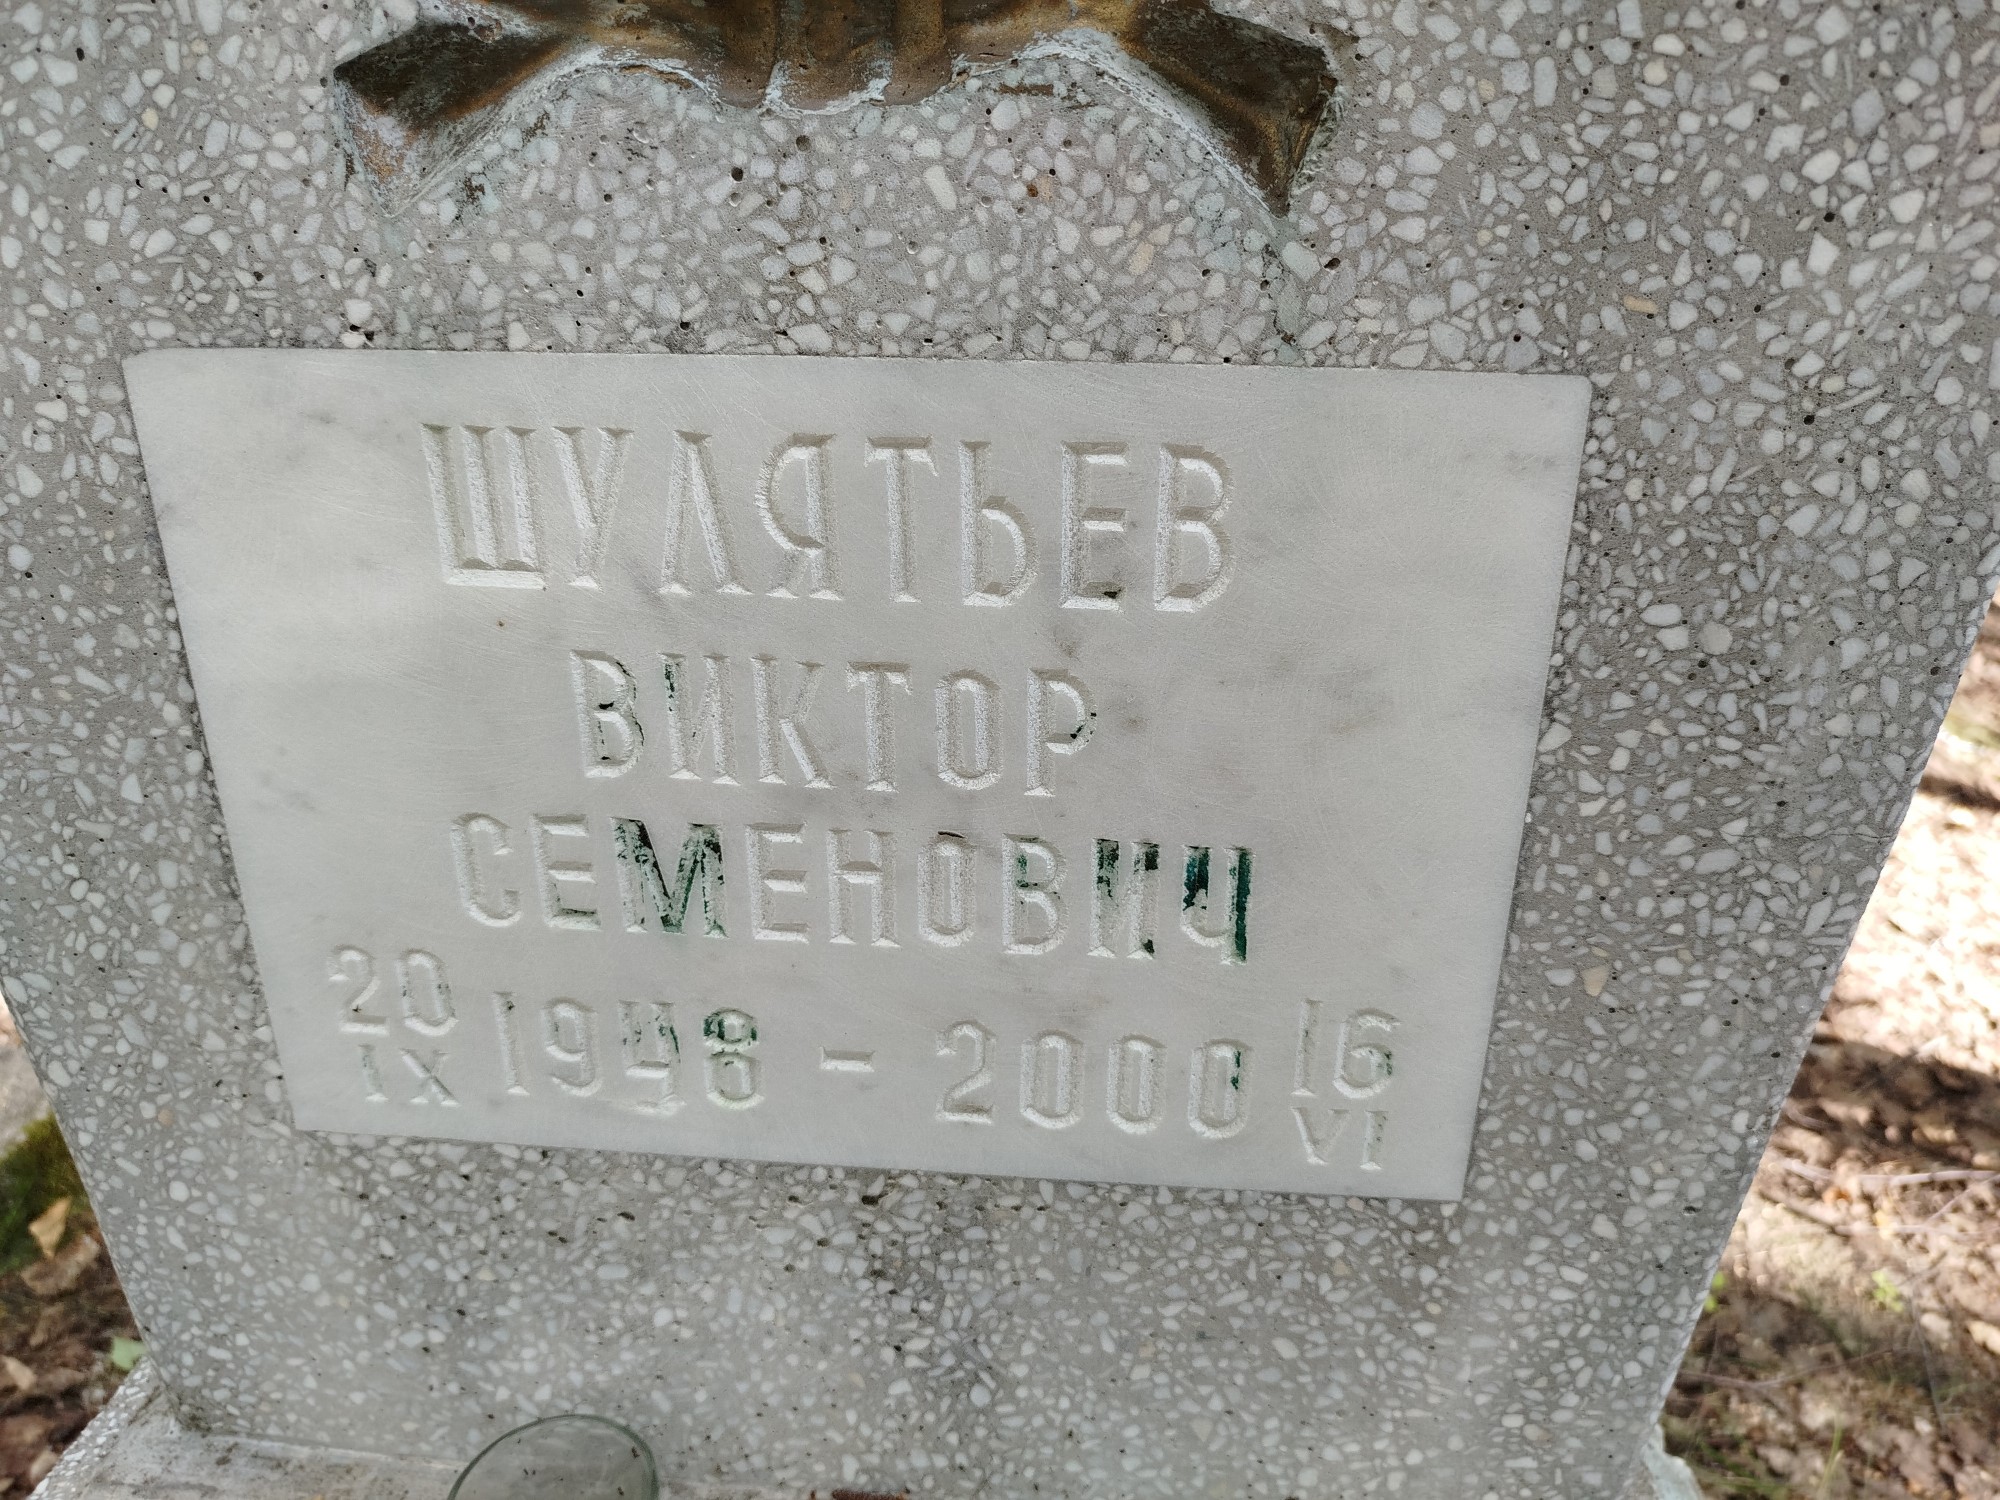 ШУЛЯТЬЕВ
ВИКТОР
СЕМЕНОВИЧ
20 IX 1948 - 2000 16 VI